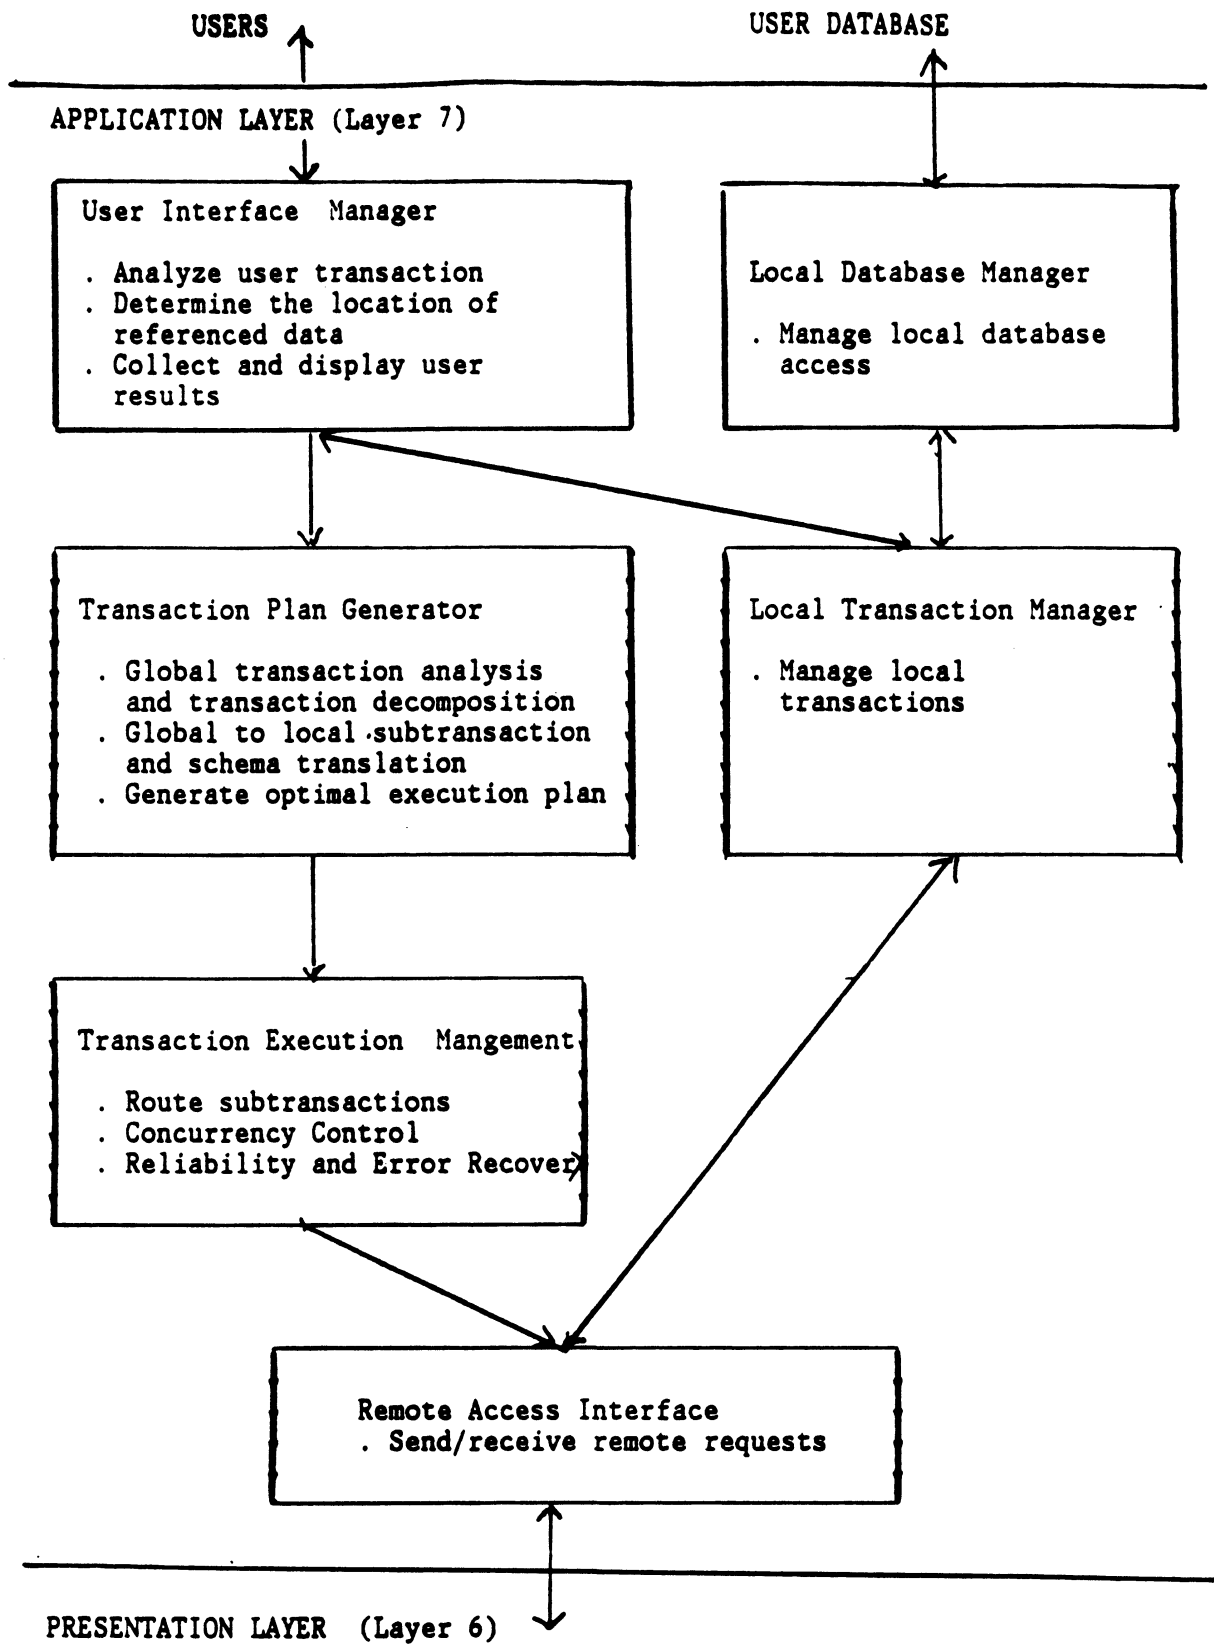 USERS
USER DATABASE
APPLICATION LAYER (Layer 7)
User Interface Manager
. Analyze user transaction
. Determine the location of
referenced data
. Collect and display user
results
Local Database Manager
. Manage local database
access
Transaction Plan Generator
. Global transaction analysis
and transaction decomposition
. Global to local subtransaction
and schema translation
. Generate optimal execution plan
Local Transaction Manager
. Manage local
transactions
Transaction Execution Mangement
. Route subtransactions
. Concurrency Control
. Reliability and Error Recovery
Remote Access Interface
. Send/receive remote requests
PRESENTATION LAYER (Layer 6)